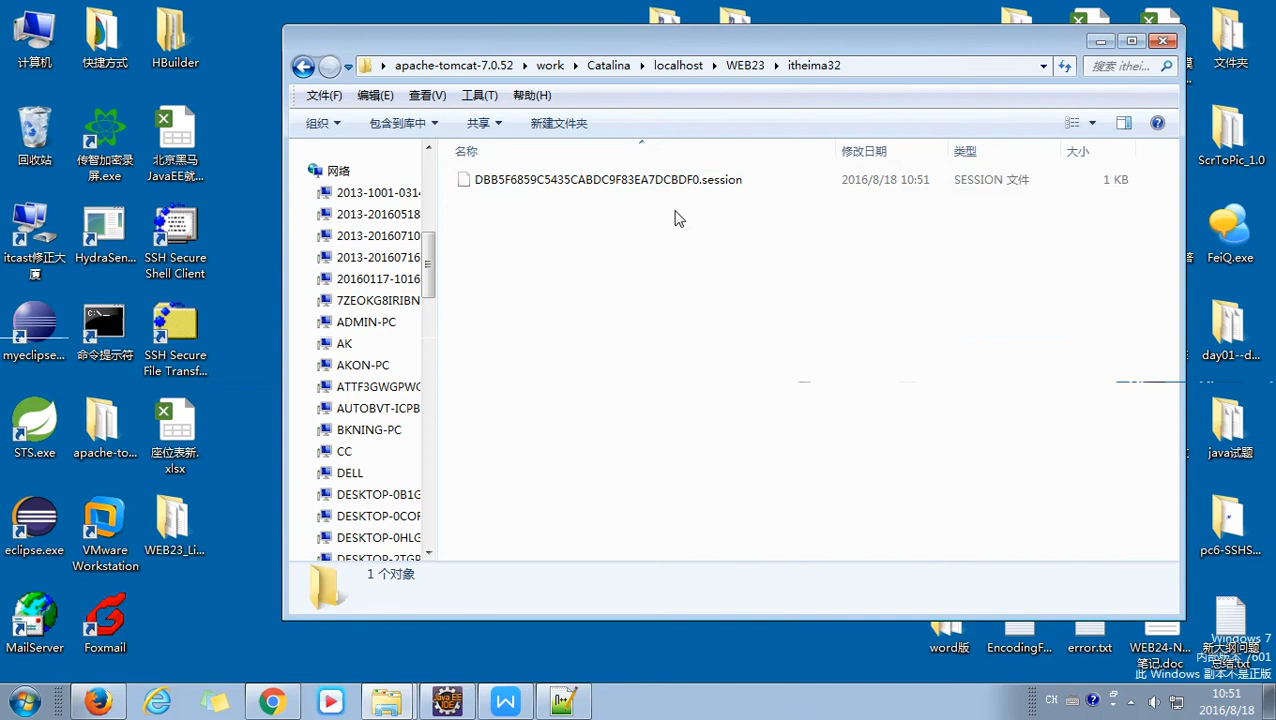 计算机
快捷方式
HBuilder
回收站
传智加密录
屏.exe
北京黑马
JavaEE就...
itcast修正大
厦
HydraSen...
SSH Secure
Shell Client
myeclipse...
命令提示符
SSH Secure
File Transf...
STS.exe
apache-to...
座位表新.
xlsx
eclipse.exe
VMware
Workstation
WEB23_Li...
MailServer
Foxmail
apache-tomcat-7.0.52
work
Catalina
localhost
WEB23
itheima32
搜索 ithei...
文件(F)
编辑(E)
查看(V)
工具(T)
帮助(H)
组织
包含到库中
共享
新建文件夹
网络
2013-1001-0314
2013-20160518
2013-20160710
2013-20160716
20160117-1016
7ZEOKG8IRIBN
ADMIN-PC
AK
AKON-PC
ATTF3GWGPWC
AUTOBVT-ICPB
BKNING-PC
CC
DELL
DESKTOP-0B1G
DESKTOP-0COF
DESKTOP-0HLG
名称
修改日期
类型
大小
DBB5F6859C5435CABDC9F83EA7DCBDF0.session
2016/8/18 10:51
SESSION 文件
1 KB
1 个对象
文件夹
ScrToPic_1.0
FeiQ.exe
day01--d...
java试题
pc6-SSHS...
word版
EncodingF...
error.txt
WEB24-N...
笔记.doc
新大纲问题
总结.txt
Windows 7
内部版本 7601
此 Windows 副本不是正版
CH
10:51
2016/8/18